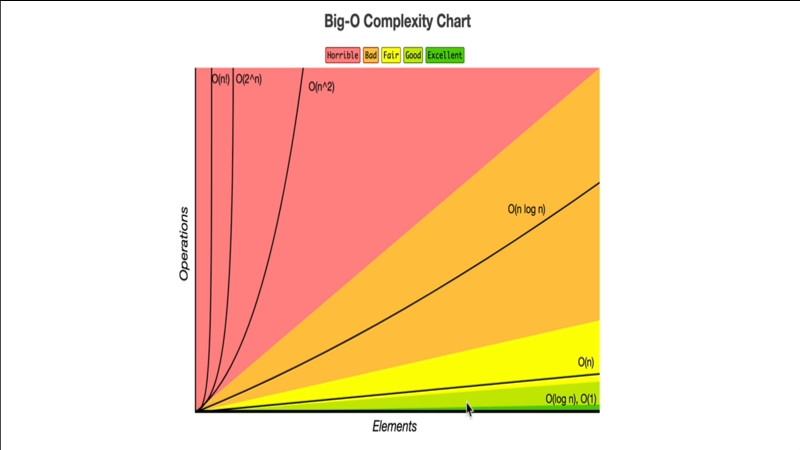 Big-O Complexity Chart
Horrible Bad Fair Good Excellent
O(n!) O(2^n)
O(n^2)
O(n log n)
Operations
O(n)
O(log n), O(1)
Elements